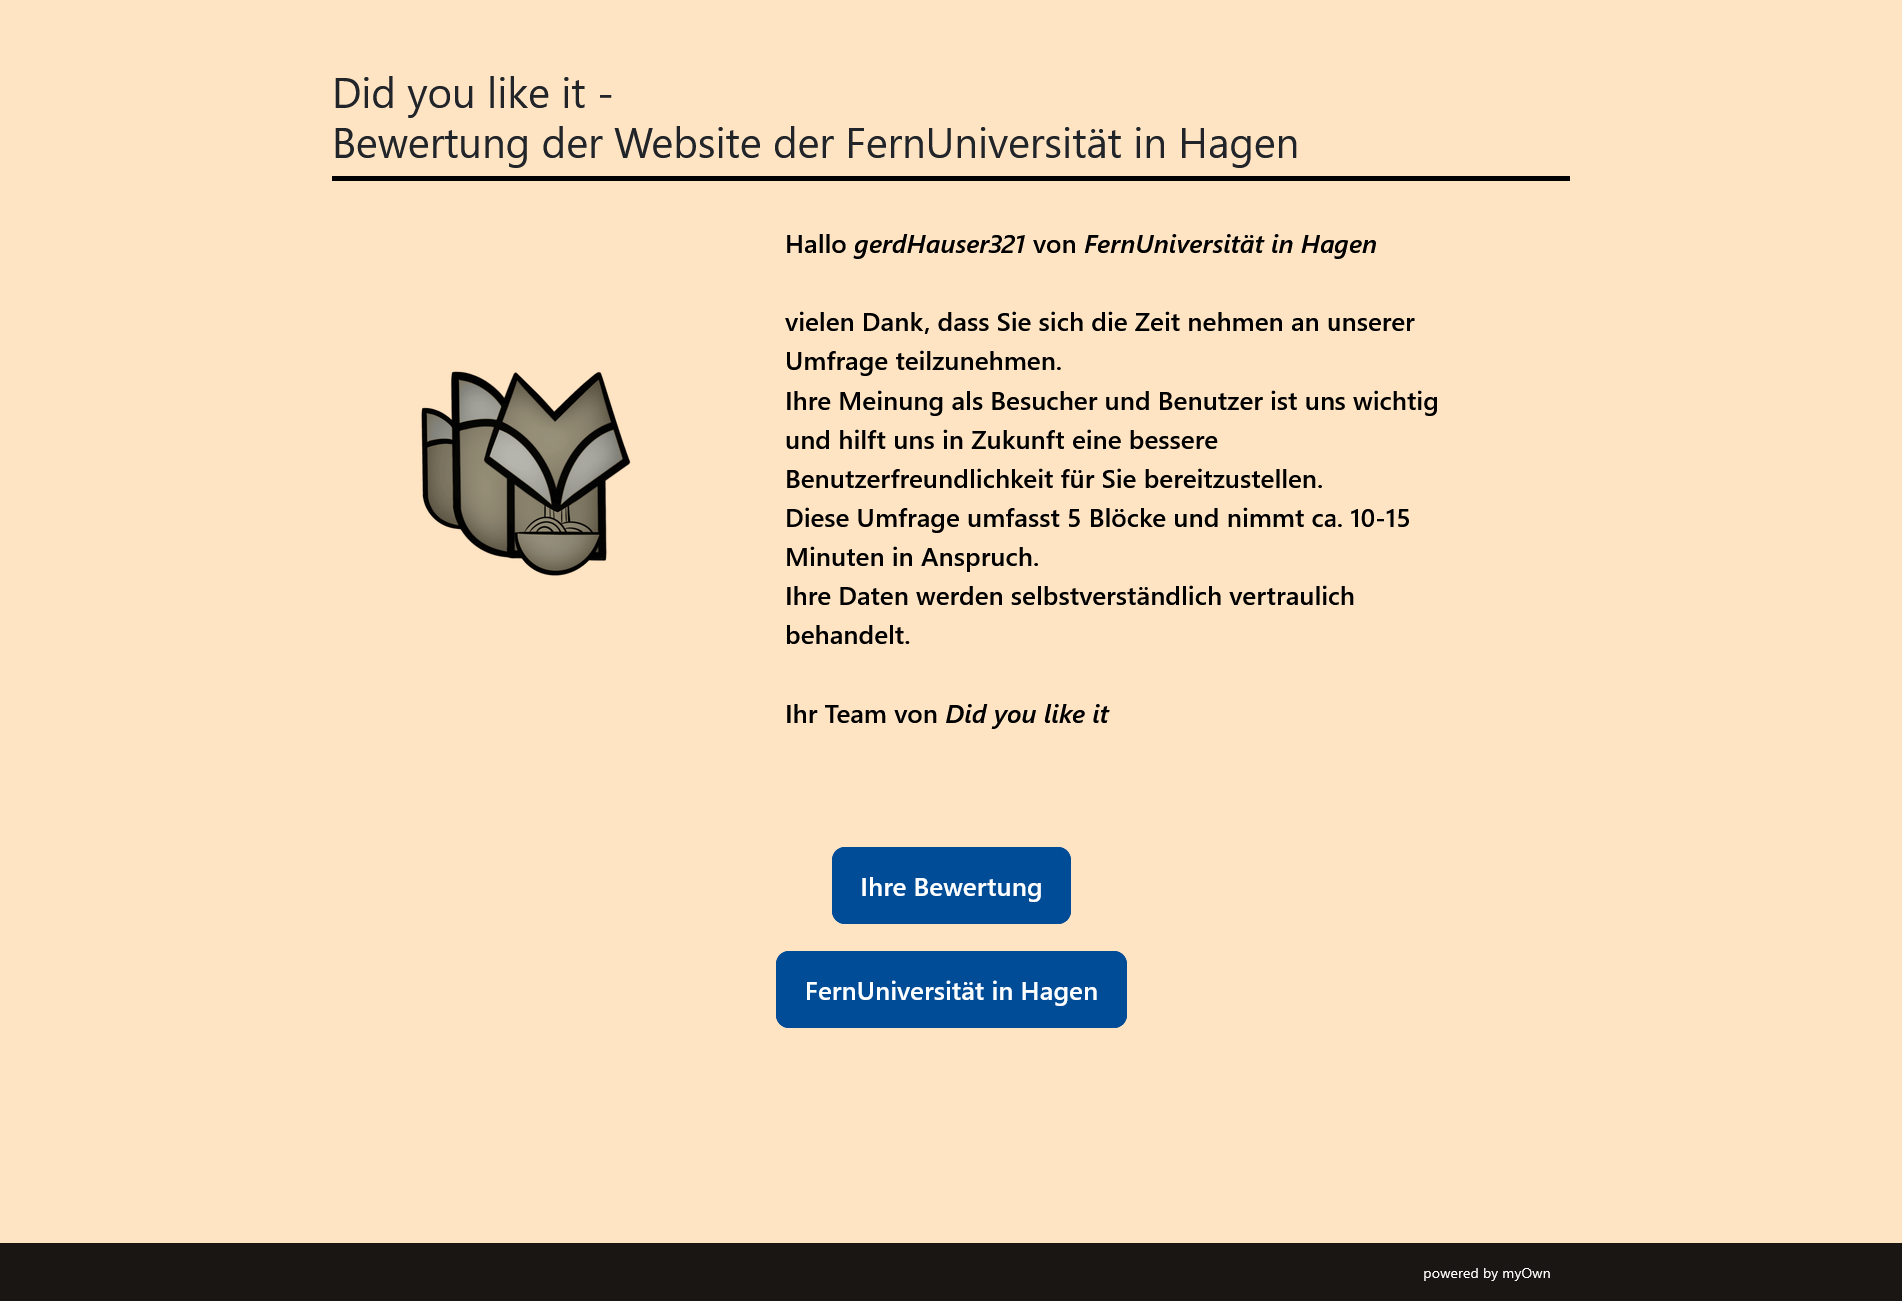 Did you like it -
Bewertung der Website der FernUniversität in Hagen
Hallo gerdHauser321 von FernUniversität in Hagen
vielen Dank, dass Sie sich die Zeit nehmen an unserer
Umfrage teilzunehmen.
Ihre Meinung als Besucher und Benutzer ist uns wichtig
und hilft uns in Zukunft eine bessere
Benutzerfreundlichkeit für Sie bereitzustellen.
Diese Umfrage umfasst 5 Blöcke und nimmt ca. 10-15
Minuten in Anspruch.
Ihre Daten werden selbstverständlich vertraulich
behandelt.
Ihr Team von Did you like it
Ihre Bewertung
FernUniversität in Hagen
powered by myOwn